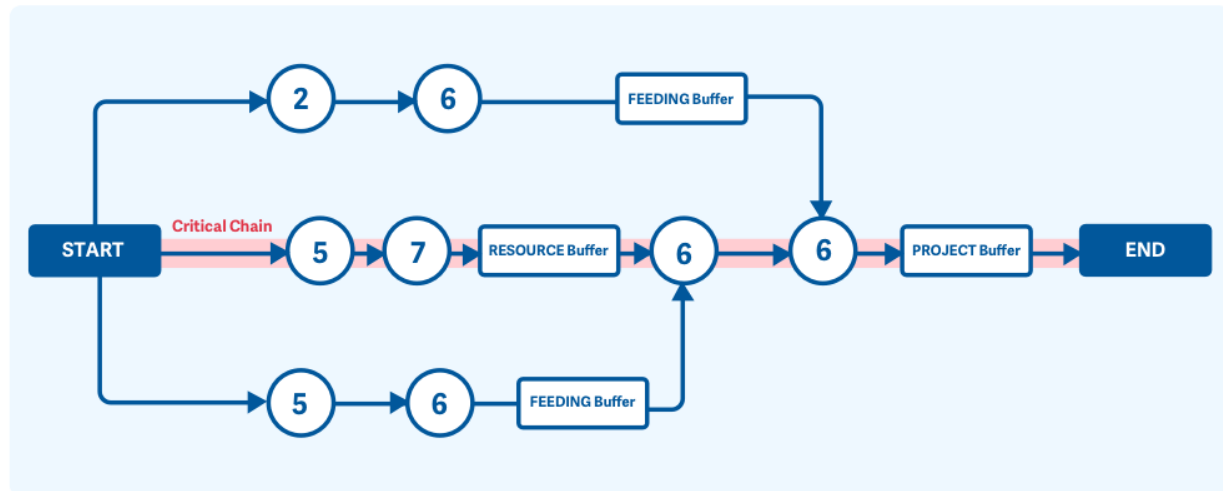 2
6
FEEDING Buffer
Critical Chain
START
5
7
RESOURCE Buffer
6
6
PROJECT Buffer
END
5
6
FEEDING Buffer